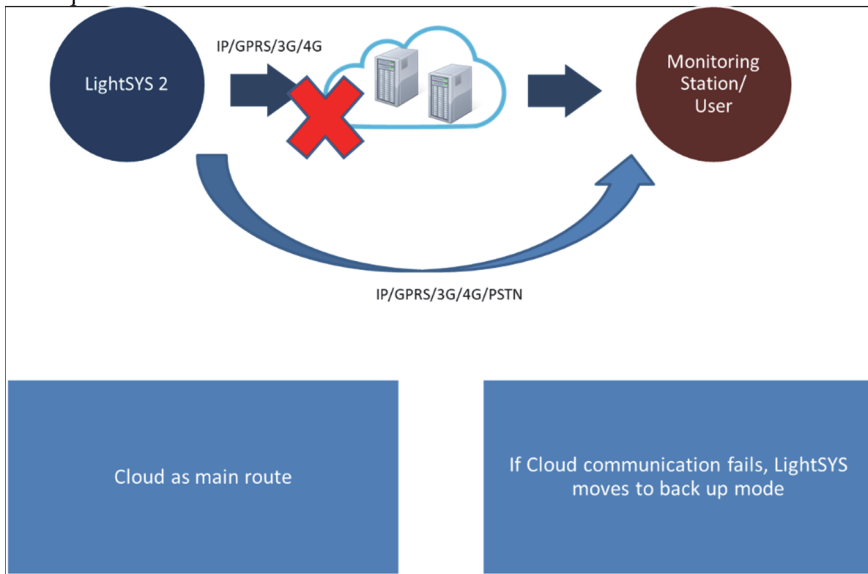 IP/GPRS/3G/4G
LightSYS 2
Monitoring
Station/
User
IP/GPRS/3G/4G/PSTN
Cloud as main route
If Cloud communication fails, LightSYS
moves to back up mode